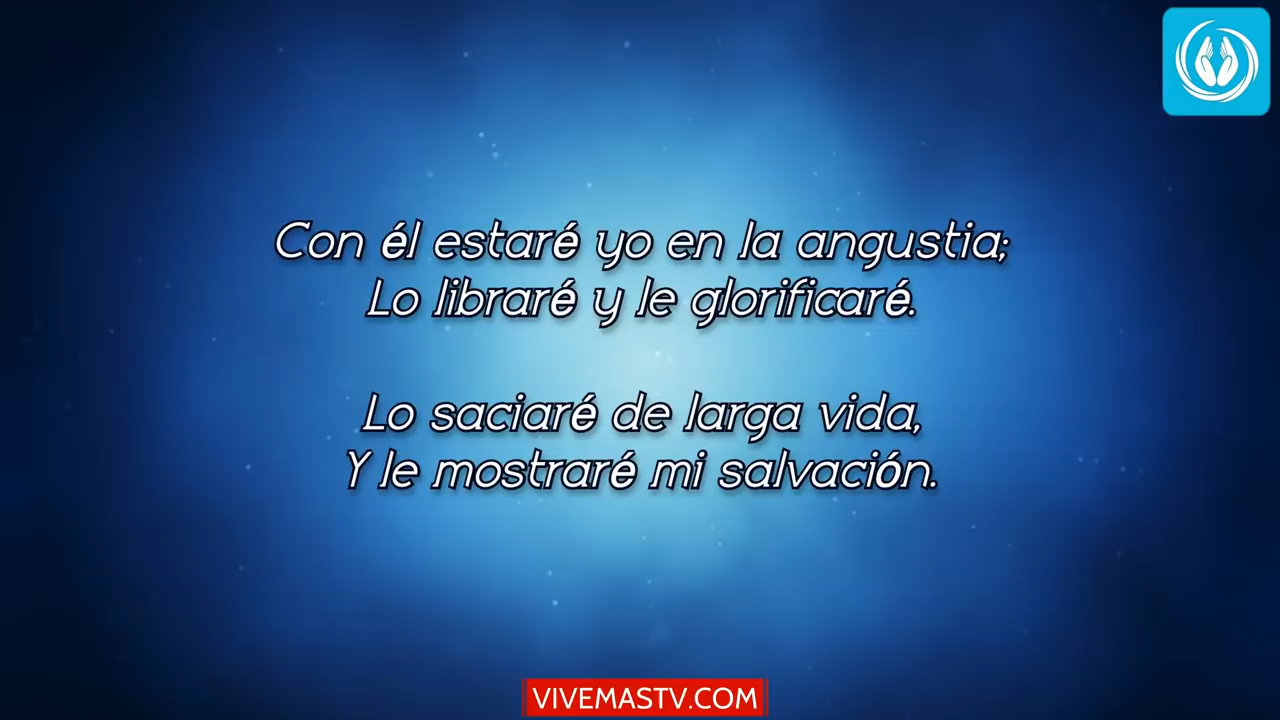 Con él estaré yo en la angustia;
Lo libraré y le glorificaré.
Lo saciaré de larga vida,
Y le mostraré mi salvación.
VIVEMASTV.COM